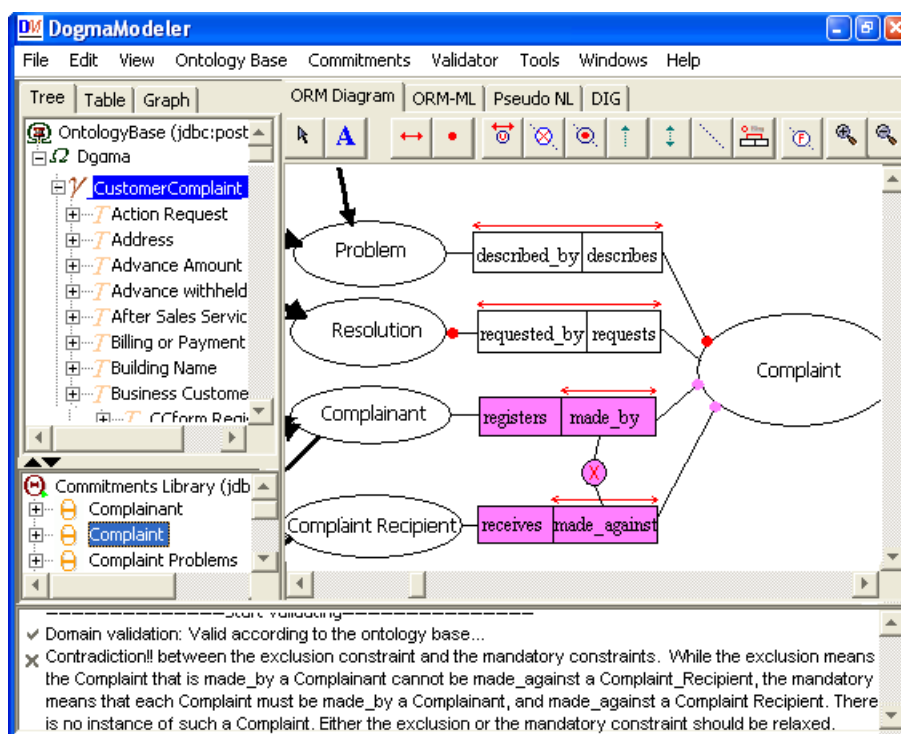 DM DogmaModeler
File Edit View Ontology Base Commitments Validator Tools Windows Help
Tree Table Graph
ORM Diagram ORM-ML Pseudo NL DIG
OntologyBase (jdbc:post
Ω Dgama
γ CustomerComplaint
T Action Request
T Address
T Advance Amount
T Advance withheld
T After Sales Servic
T Billing or Payment
T Building Name
T Business Custome
T CCform Regi
A
U
F
Problem
described_by describes
Resolution
requested_by requests
Complaint
Complainant
registers made_by
X
Complaint Recipient
receives made_against
Commitments Library (jdb
Complainant
Complaint
Complaint Problems
==============Start Validating===============
Domain validation: Valid according to the ontology base...
Contradiction!! between the exclusion constraint and the mandatory constraints. While the exclusion means
the Complaint that is made_by a Complainant cannot be made_against a Complaint_Recipient, the mandatory
means that each Complaint must be made_by a Complainant, and made_against a Complaint Recipient. There
is no instance of such a Complaint. Either the exclusion or the mandatory constraint should be relaxed.